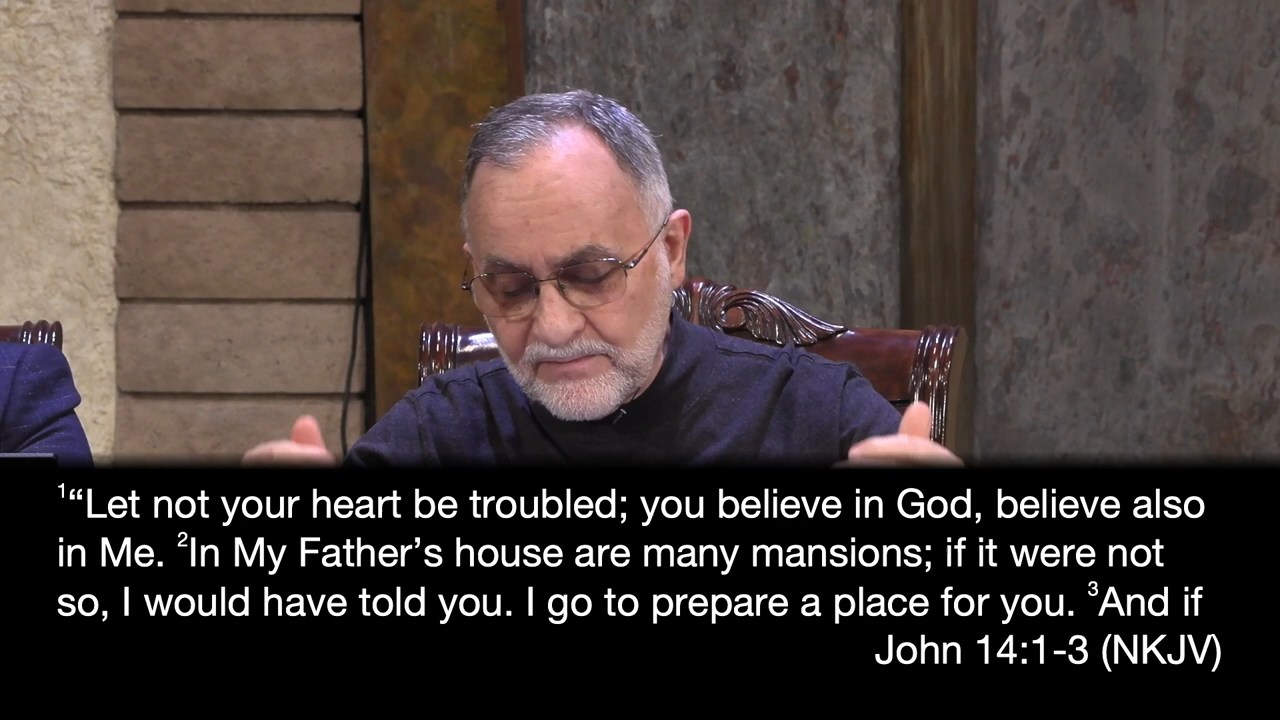 ¹“Let not your heart be troubled; you believe in God, believe also
in Me. ²In My Father’s house are many mansions; if it were not
so, I would have told you. I go to prepare a place for you. ³And if
John 14:1-3 (NKJV)